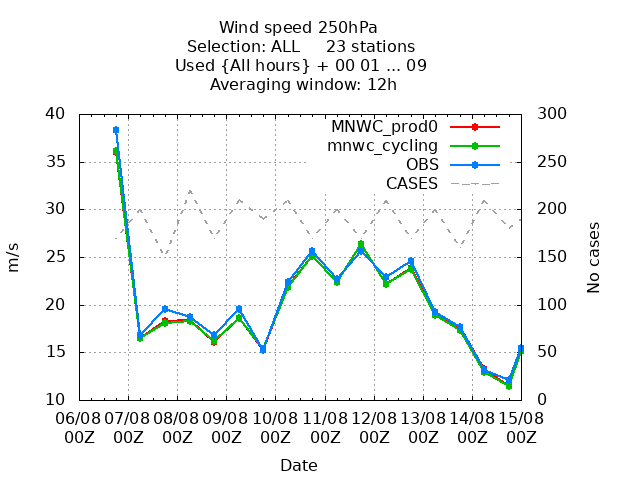 Wind speed 250hPa
Selection: ALL     23 stations
Used {All hours} + 00 01 ... 09
Averaging window: 12h
40 300
MNWC_prod0
mnwc_cycling
35 250
OBS
CASES
30 200
25 150
m/s No cases
20 100
15 50
10 0
06/08 07/08 08/08 09/08 10/08 11/08 12/08 13/08 14/08 15/08
00Z 00Z 00Z 00Z 00Z 00Z 00Z 00Z 00Z 00Z
Date